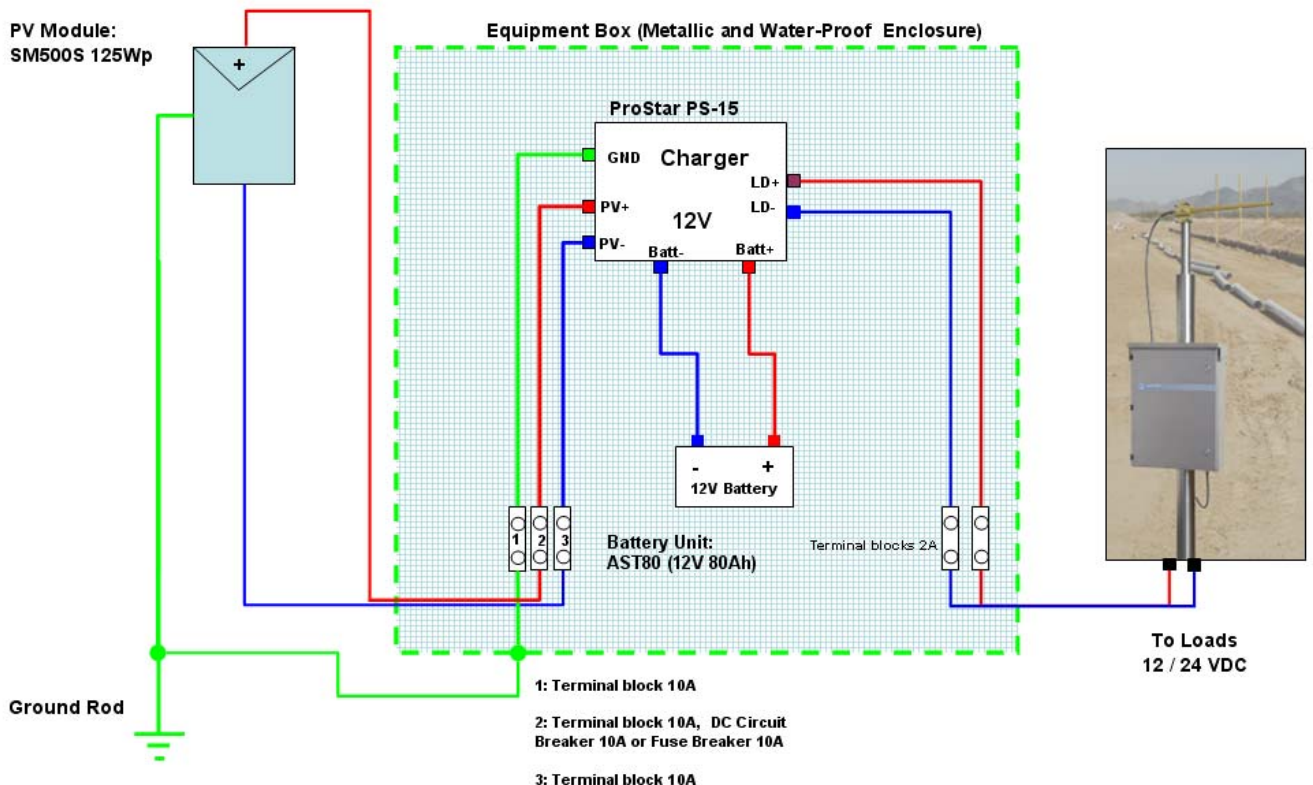 PV Module:
SM500S 125Wp
+
Equipment Box (Metallic and Water-Proof Enclosure)
ProStar PS-15
GND
Charger
LD+
PV+
LD-
12V
PV-
Batt-
Batt+
- +
12V Battery
1 2 3
Battery Unit:
AST80 (12V 80Ah)
Terminal blocks 2A
To Loads
12 / 24 VDC
Ground Rod
1: Terminal block 10A
2: Terminal block 10A, DC Circuit
Breaker 10A or Fuse Breaker 10A
3: Terminal block 10A